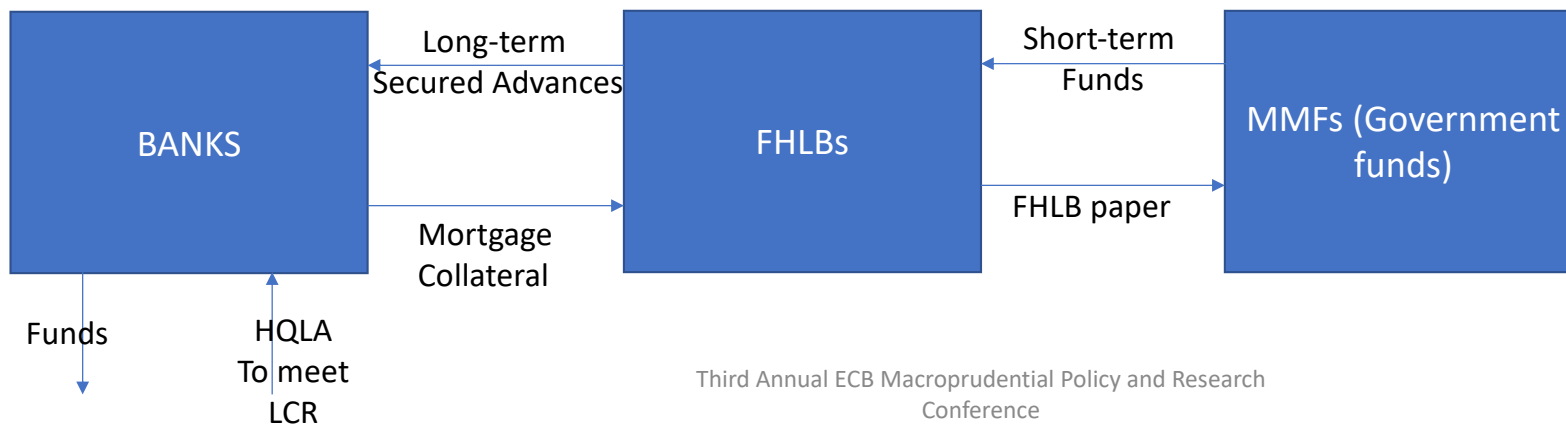 Long-term
Secured Advances
Short-term
Funds
BANKS
FHLBs
MMFs (Government
funds)
Mortgage
Collateral
FHLB paper
Funds
HQLA
To meet
LCR
Third Annual ECB Macroprudential Policy and Research
Conference